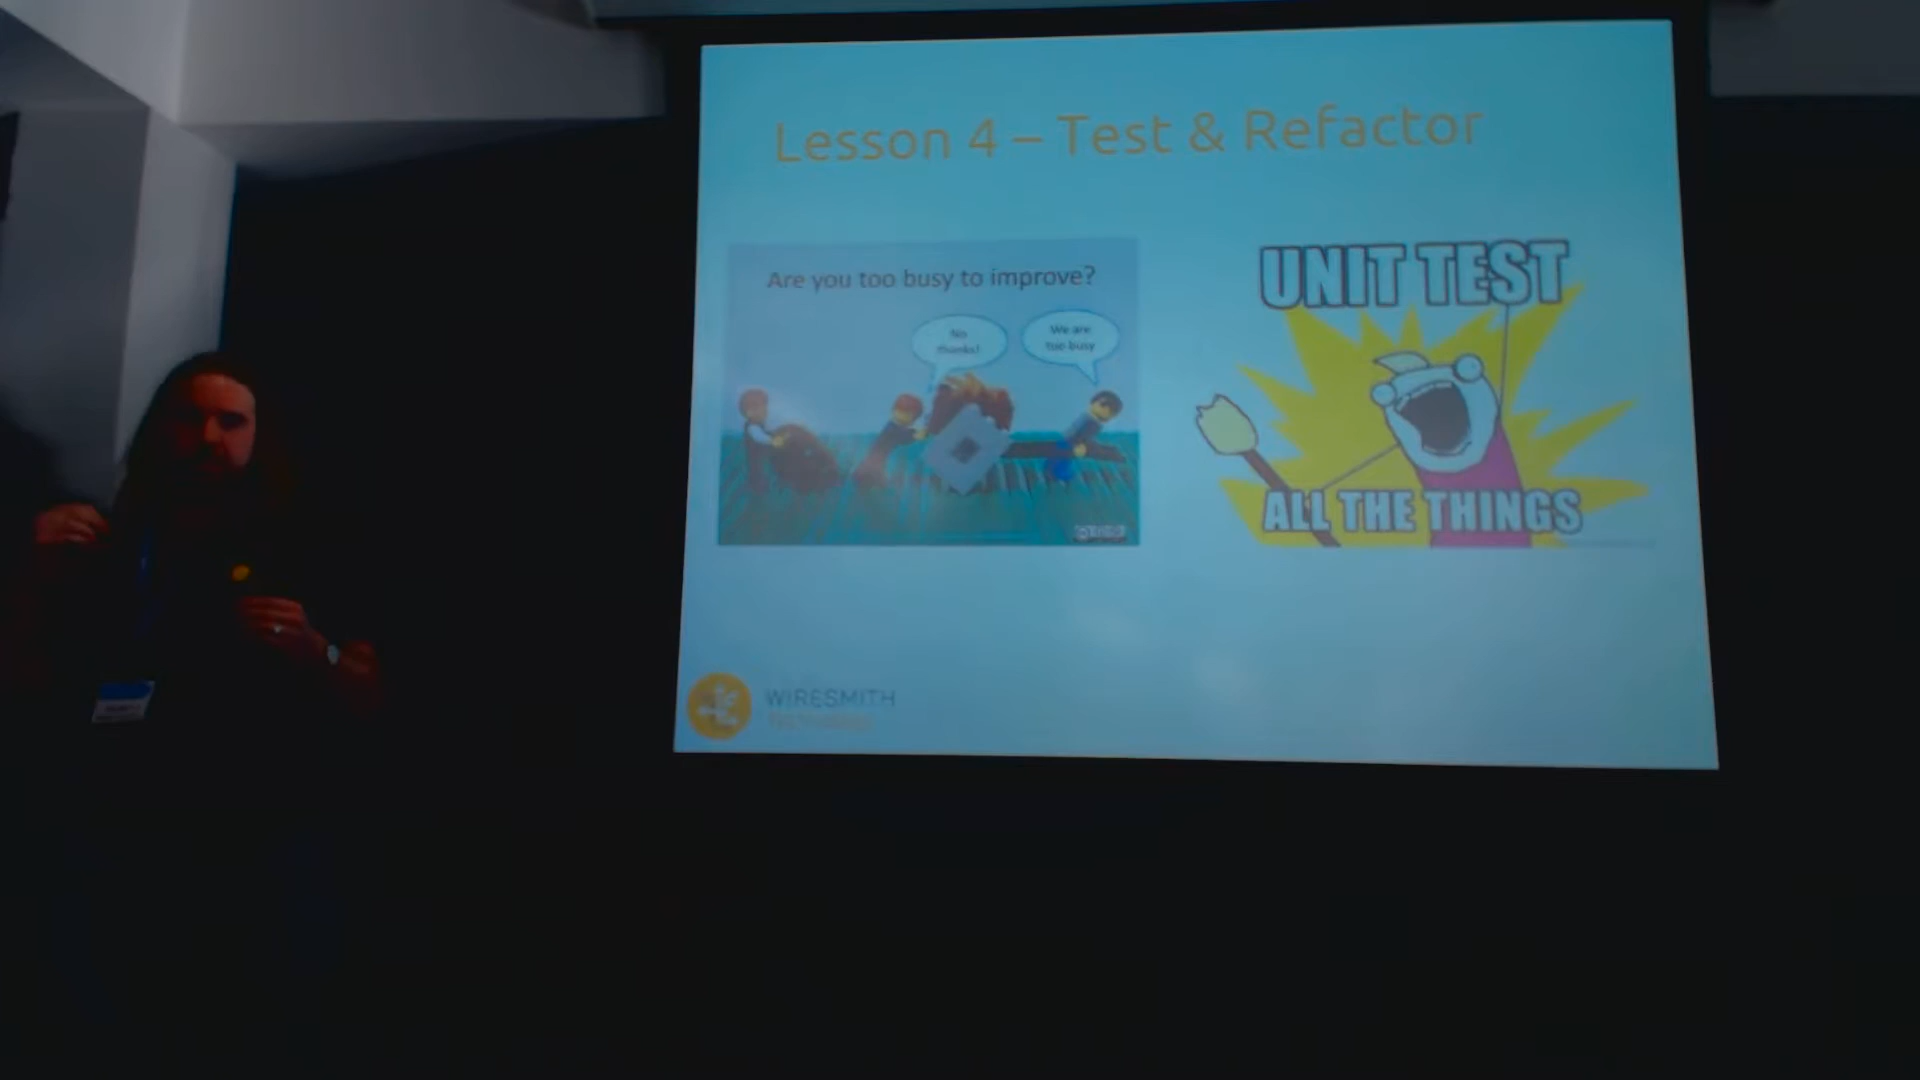 Lesson 4 – Test & Refactor
Are you too busy to improve?
No
thanks!
We are
too busy
UNIT TEST
ALL THE THINGS
WIRESMITH